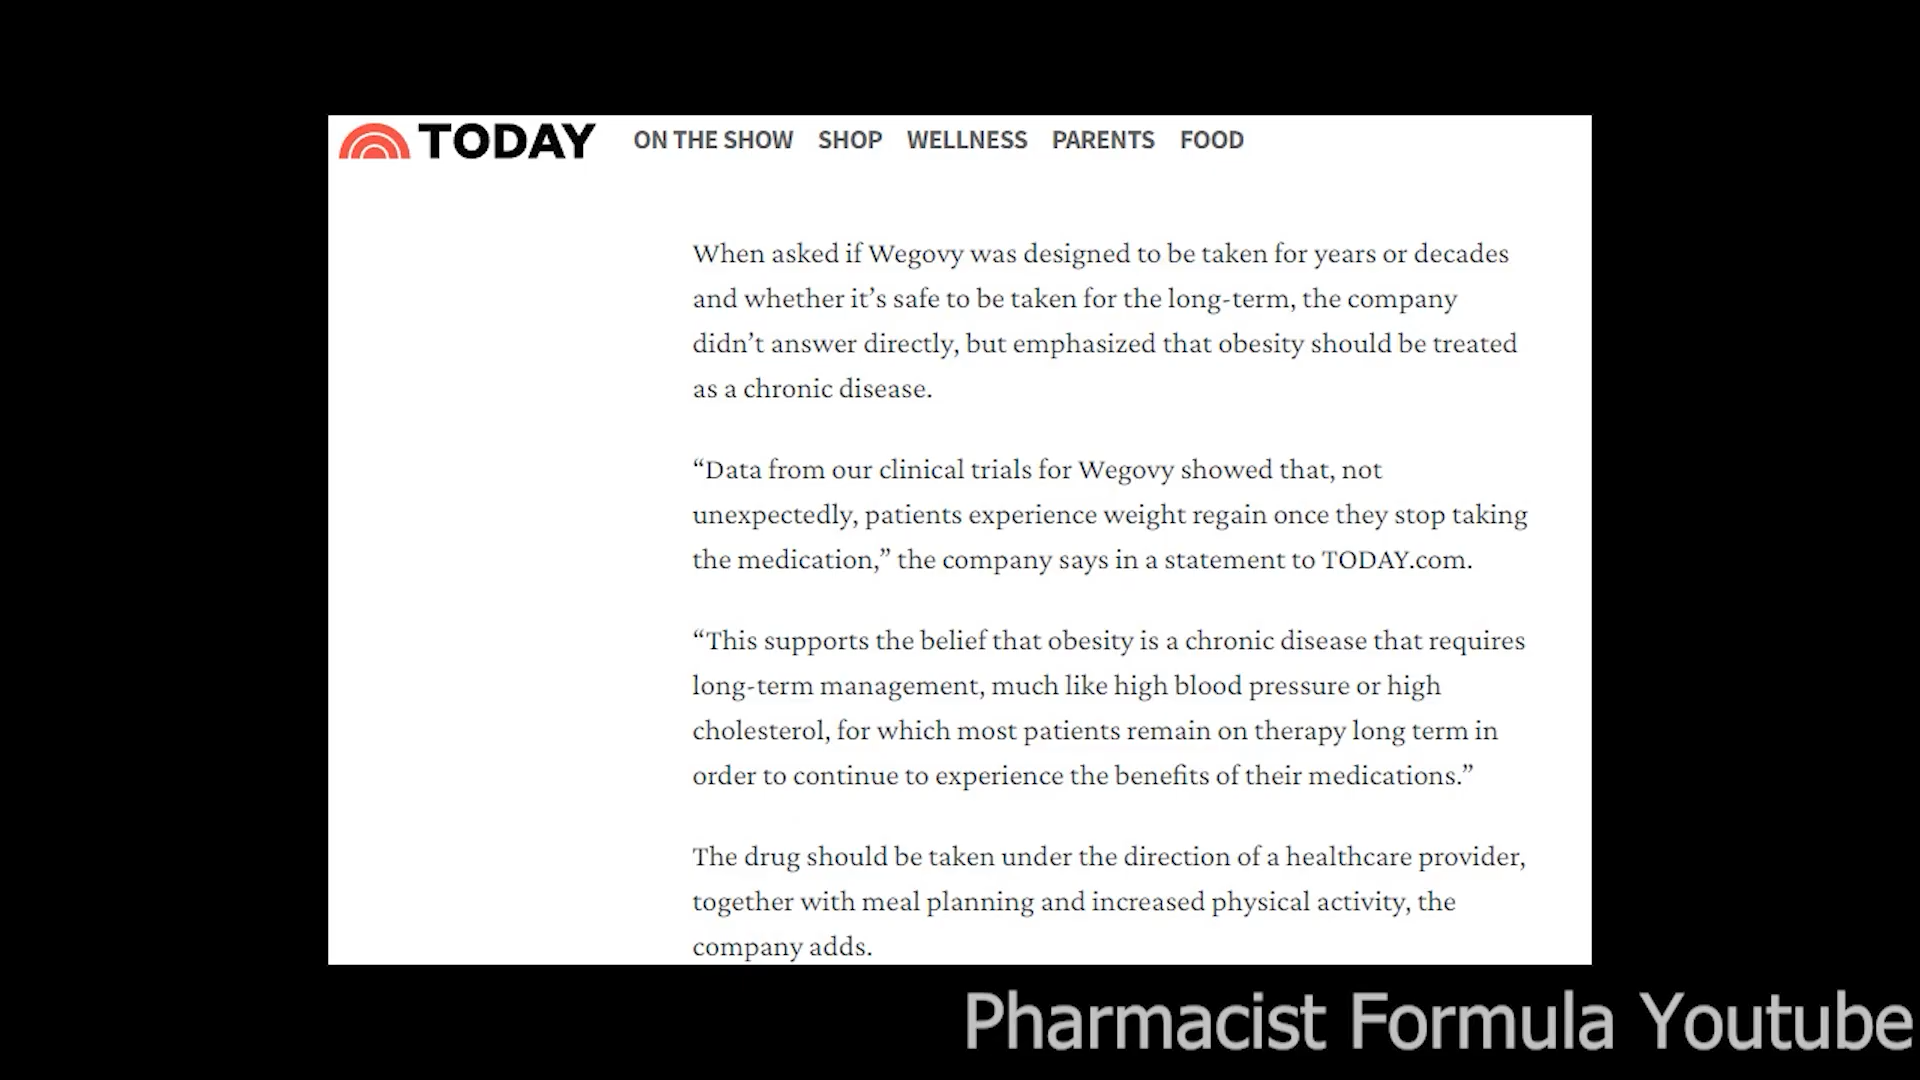 TODAY ON THE SHOW SHOP WELLNESS PARENTS FOOD
When asked if Wegovy was designed to be taken for years or decades
and whether it’s safe to be taken for the long-term, the company
didn’t answer directly, but emphasized that obesity should be treated
as a chronic disease.
“Data from our clinical trials for Wegovy showed that, not
unexpectedly, patients experience weight regain once they stop taking
the medication,” the company says in a statement to TODAY.com.
“This supports the belief that obesity is a chronic disease that requires
long-term management, much like high blood pressure or high
cholesterol, for which most patients remain on therapy long term in
order to continue to experience the benefits of their medications.”
The drug should be taken under the direction of a healthcare provider,
together with meal planning and increased physical activity, the
company adds.
Pharmacist Formula Youtube